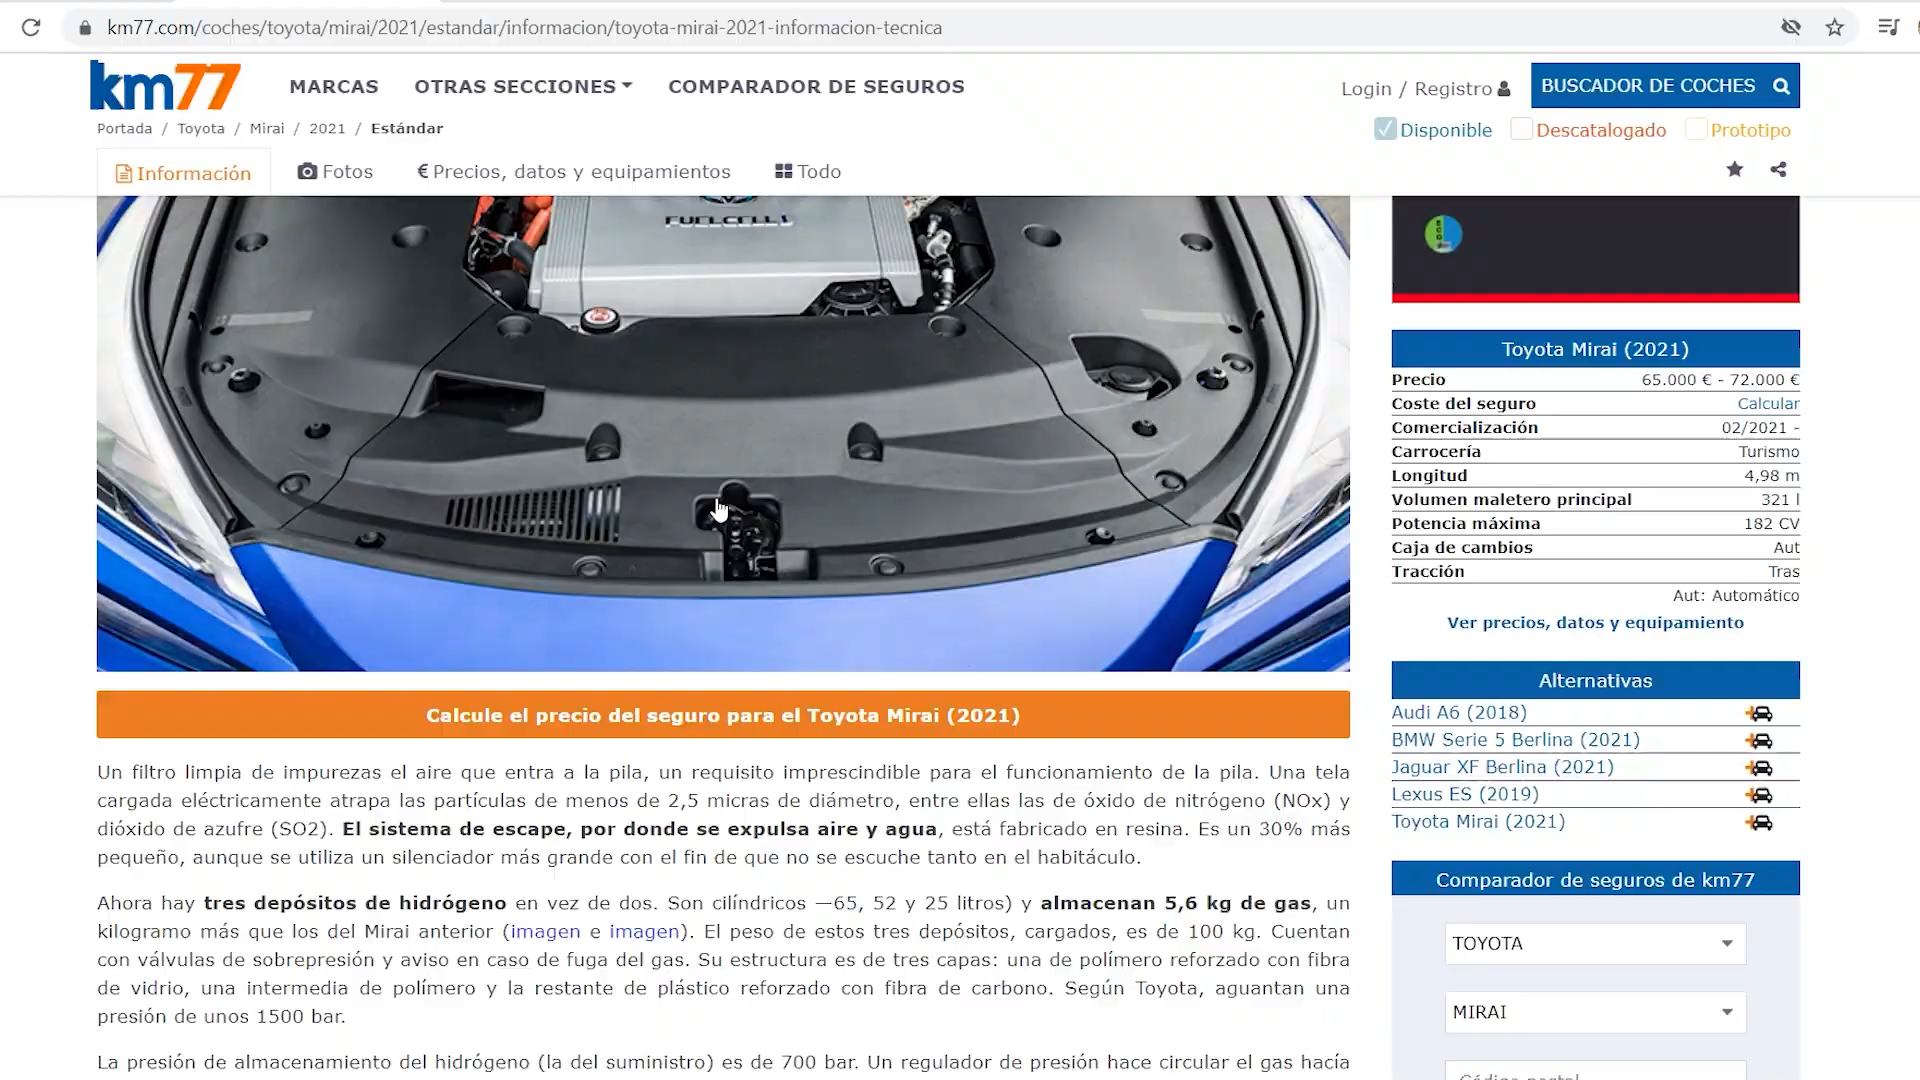 km77.com/coches/toyota/mirai/2021/estandar/informacion/toyota-mirai-2021-informacion-tecnica
km77 MARCAS OTRAS SECCIONES COMPARADOR DE SEGUROS Login / Registro BUSCADOR DE COCHES
Portada / Toyota / Mirai / 2021 / Estándar Disponible Descatalogado Prototipo
Información Fotos € Precios, datos y equipamientos Todo
Toyota Mirai (2021)
Precio 65.000 € - 72.000 €
Coste del seguro Calcular
Comercialización 02/2021 -
Carrocería Turismo
Longitud 4,98 m
Volumen maletero principal 321 l
Potencia máxima 182 CV
Caja de cambios Aut
Tracción Tras
Aut: Automático
Ver precios, datos y equipamiento
Alternativas
Audi A6 (2018)
BMW Serie 5 Berlina (2021)
Jaguar XF Berlina (2021)
Lexus ES (2019)
Toyota Mirai (2021)
Comparador de seguros de km77
TOYOTA
MIRAI
Código postal
Calcule el precio del seguro para el Toyota Mirai (2021)
Un filtro limpia de impurezas el aire que entra a la pila, un requisito imprescindible para el funcionamiento de la pila. Una tela
cargada eléctricamente atrapa las partículas de menos de 2,5 micras de diámetro, entre ellas las de óxido de nitrógeno (NOx) y
dióxido de azufre (SO2). El sistema de escape, por donde se expulsa aire y agua, está fabricado en resina. Es un 30% más
pequeño, aunque se utiliza un silenciador más grande con el fin de que no se escuche tanto en el habitáculo.
Ahora hay tres depósitos de hidrógeno en vez de dos. Son cilíndricos —65, 52 y 25 litros) y almacenan 5,6 kg de gas, un
kilogramo más que los del Mirai anterior (imagen e imagen). El peso de estos tres depósitos, cargados, es de 100 kg. Cuentan
con válvulas de sobrepresión y aviso en caso de fuga del gas. Su estructura es de tres capas: una de polímero reforzado con fibra
de vidrio, una intermedia de polímero y la restante de plástico reforzado con fibra de carbono. Según Toyota, aguantan una
presión de unos 1500 bar.
La presión de almacenamiento del hidrógeno (la del suministro) es de 700 bar. Un regulador de presión hace circular el gas hacía